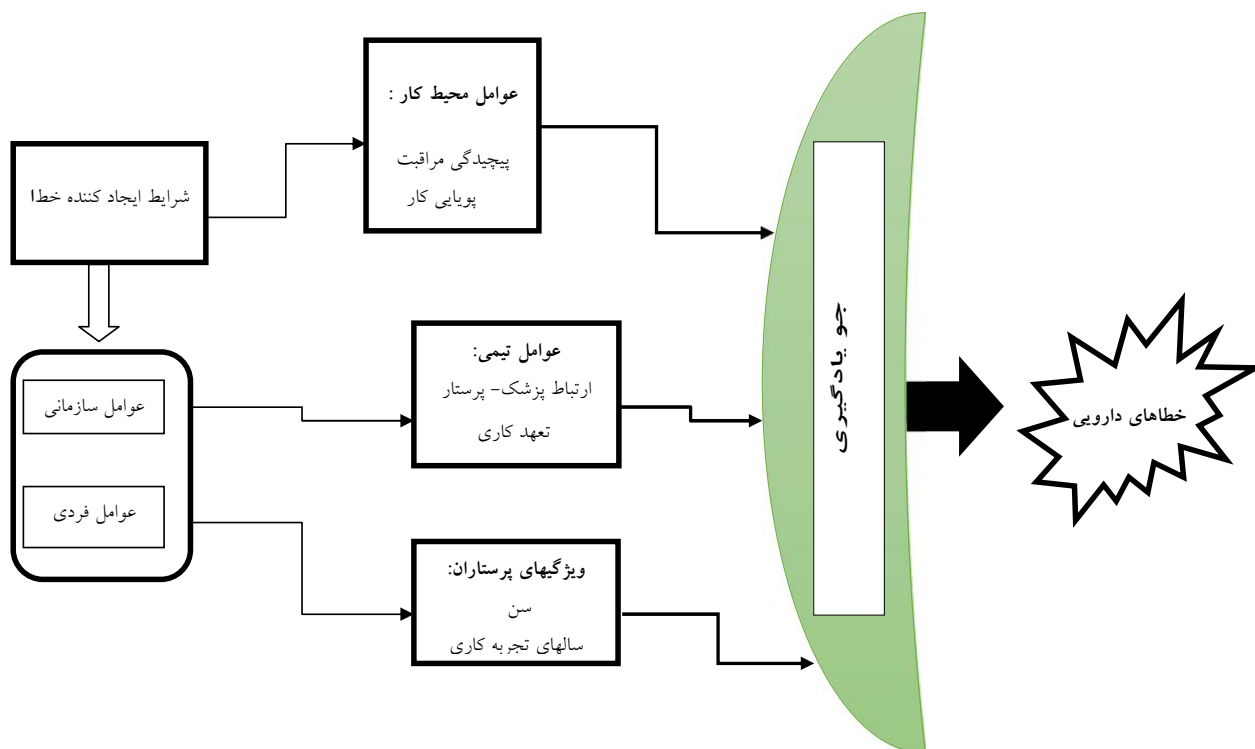 شرایط ایجاد کننده خطا
عوامل سازمانی
عوامل فردی
عوامل محیط کار :
پیچیدگی مراقبت
پویایی کار
عوامل تیمی:
ارتباط پزشک- پرستار
تعهد کاری
ویژگیهای پرستاران:
سن
سالهای تجربه کاری
جو یادگیری
خطاهای دارویی